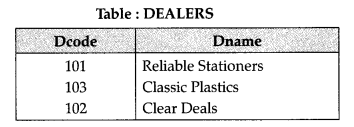 Table : DEALERS
Dcode Dname
101 Reliable Stationers
103 Classic Plastics
102 Clear Deals